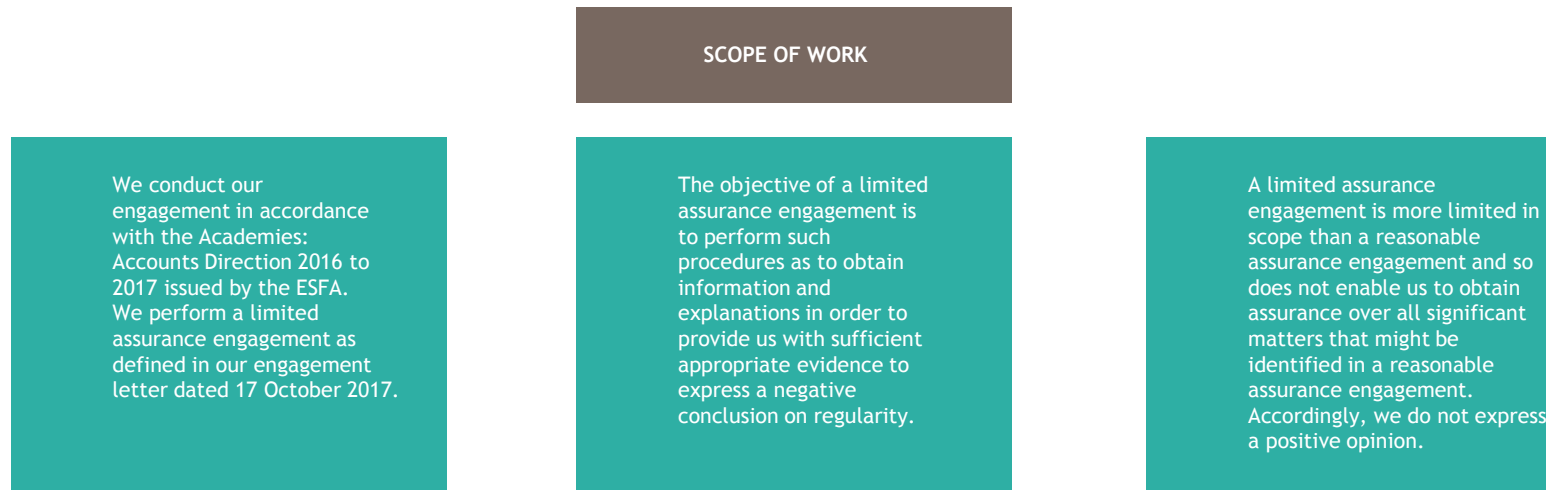 SCOPE OF WORK
We conduct our
engagement in accordance
with the Academies:
Accounts Direction 2016 to
2017 issued by the ESFA.
We perform a limited
assurance engagement as
defined in our engagement
letter dated 17 October 2017.
The objective of a limited
assurance engagement is
to perform such
procedures as to obtain
information and
explanations in order to
provide us with sufficient
appropriate evidence to
express a negative
conclusion on regularity.
A limited assurance
engagement is more limited in
scope than a reasonable
assurance engagement and so
does not enable us to obtain
assurance over all significant
matters that might be
identified in a reasonable
assurance engagement.
Accordingly, we do not express
a positive opinion.